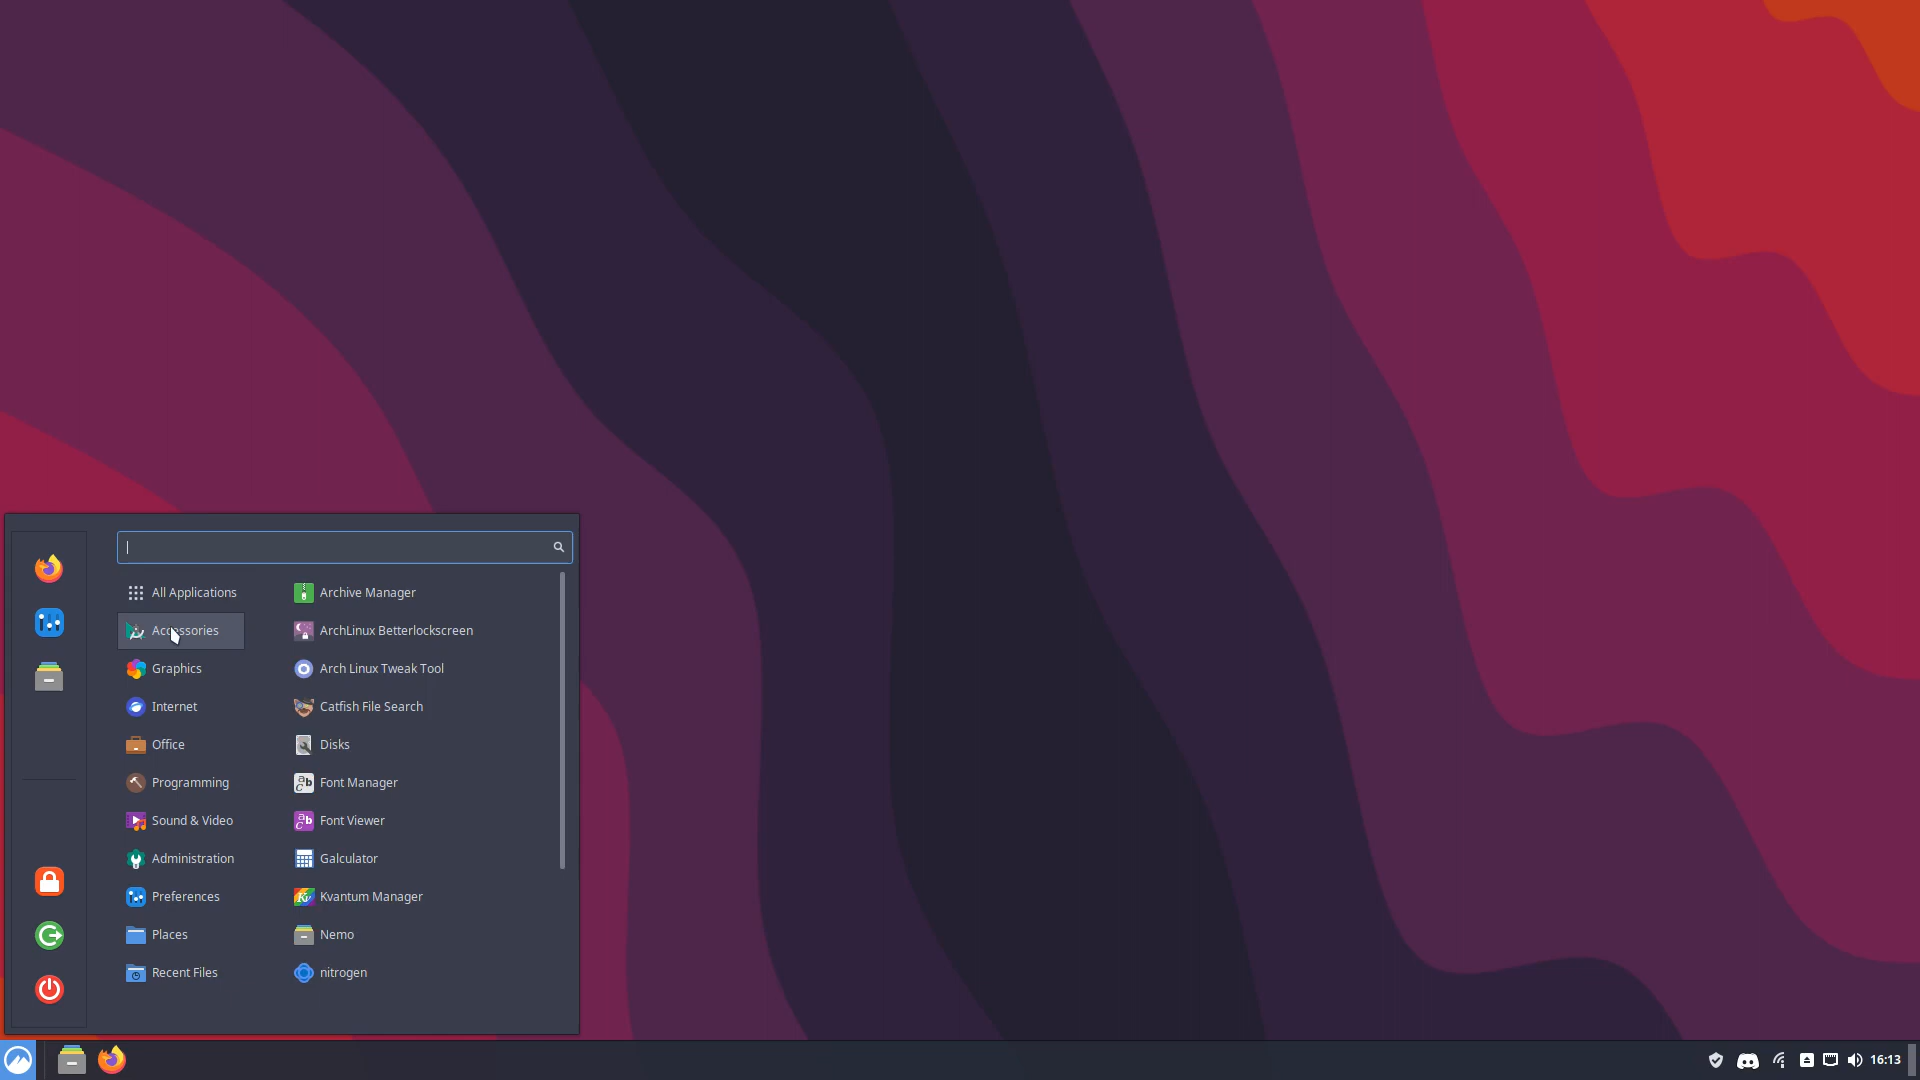 All Applications
Accessories
Graphics
Internet
Office
Programming
Sound & Video
Administration
Preferences
Places
Recent Files
Archive Manager
ArchLinux Betterlockscreen
Arch Linux Tweak Tool
Catfish File Search
Disks
Font Manager
Font Viewer
Galculator
Kvantum Manager
Nemo
nitrogen
16:13